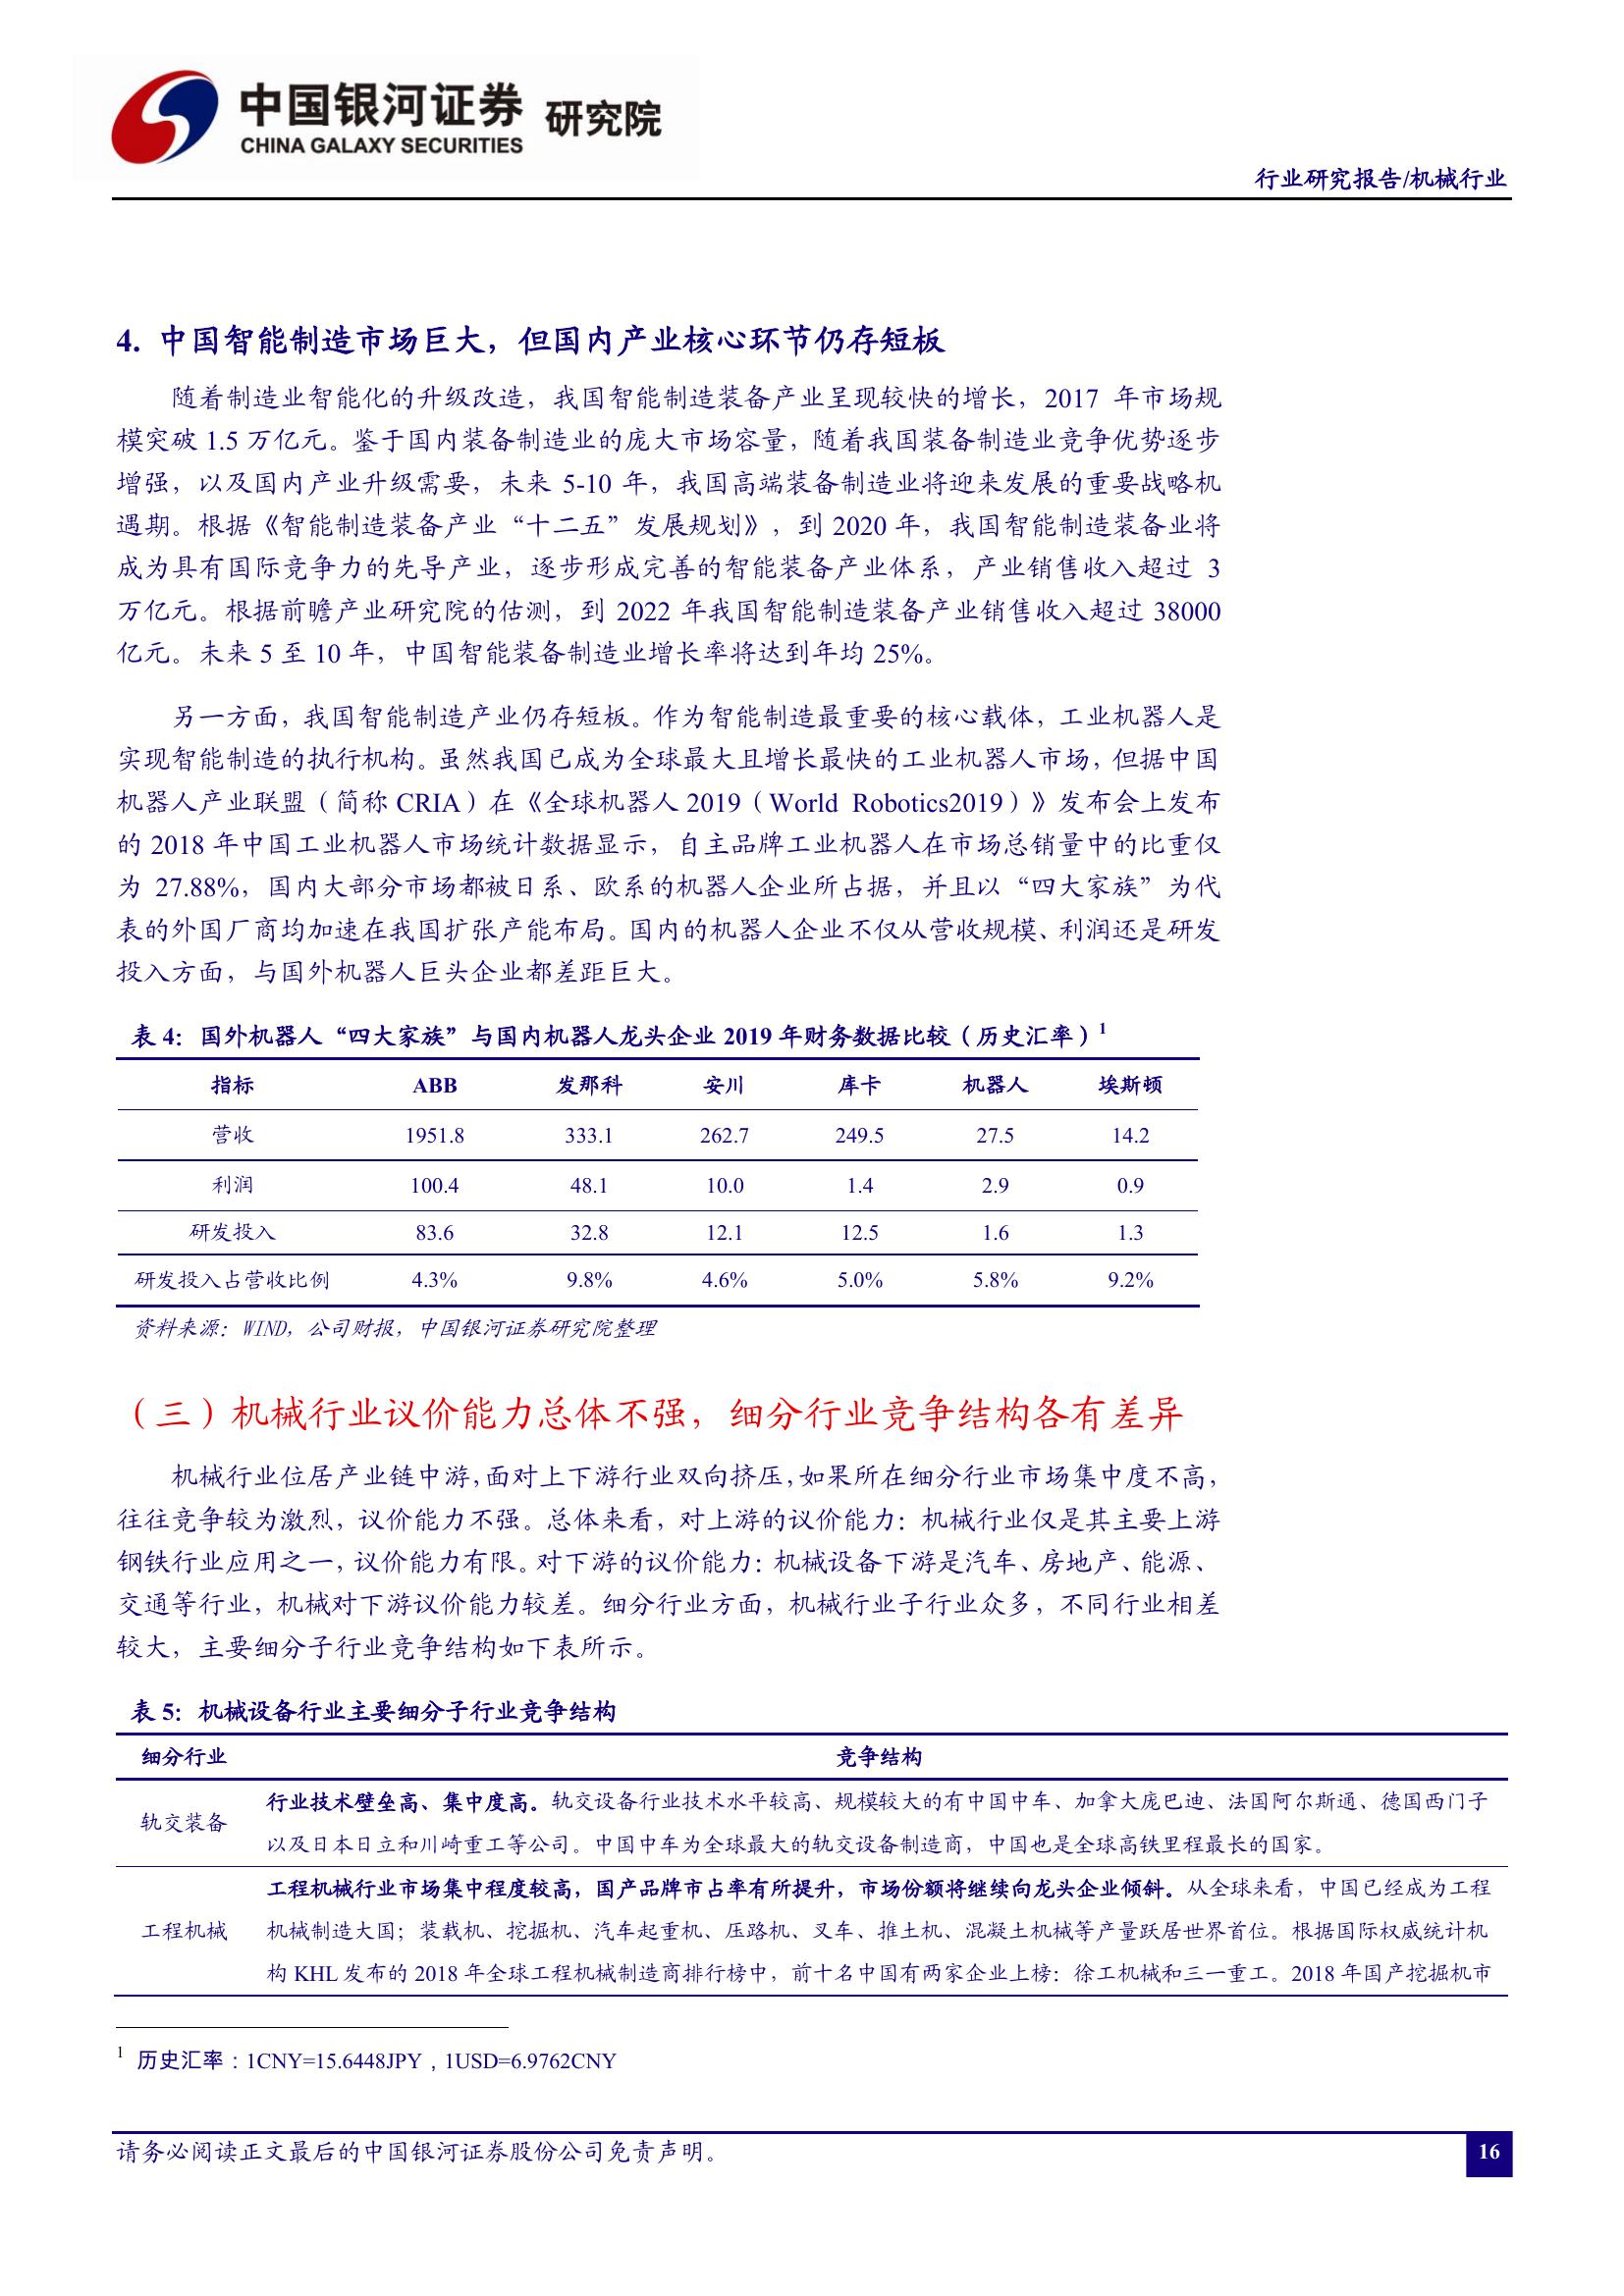 中国银河证券 研究院
CHINA GALAXY SECURITIES
行业研究报告/机械行业
4. 中国智能制造市场巨大，但国内产业核心环节仍存短板
随着制造业智能化的升级改造，我国智能制造装备产业呈现较快的增长，2017 年市场规
模突破 1.5 万亿元。鉴于国内装备制造业的庞大市场容量，随着我国装备制造业竞争优势逐步
增强，以及国内产业升级需要，未来 5-10 年，我国高端装备制造业将迎来发展的重要战略机
遇期。根据《智能制造装备产业“十二五”发展规划》，到 2020 年，我国智能制造装备业将
成为具有国际竞争力的先导产业，逐步形成完善的智能装备产业体系，产业销售收入超过 3
万亿元。根据前瞻产业研究院的估测，到 2022 年我国智能制造装备产业销售收入超过 38000
亿元。未来 5 至 10 年，中国智能装备制造业增长率将达到年均 25%。
另一方面，我国智能制造产业仍存短板。作为智能制造最重要的核心载体，工业机器人是
实现智能制造的执行机构。虽然我国已成为全球最大且增长最快的工业机器人市场，但据中国
机器人产业联盟（简称 CRIA）在《全球机器人 2019（World Robotics2019）》发布会上发布
的 2018 年中国工业机器人市场统计数据显示，自主品牌工业机器人在市场总销量中的比重仅
为 27.88%，国内大部分市场都被日系、欧系的机器人企业所占据，并且以“四大家族”为代
表的外国厂商均加速在我国扩张产能布局。国内的机器人企业不仅从营收规模、利润还是研发
投入方面，与国外机器人巨头企业都差距巨大。
表 4：国外机器人“四大家族”与国内机器人龙头企业 2019 年财务数据比较（历史汇率）1
指标 ABB 发那科 安川 库卡 机器人 埃斯顿
营收 1951.8 333.1 262.7 249.5 27.5 14.2
利润 100.4 48.1 10.0 1.4 2.9 0.9
研发投入 83.6 32.8 12.1 12.5 1.6 1.3
研发投入占营收比例 4.3% 9.8% 4.6% 5.0% 5.8% 9.2%
资料来源：WIND，公司财报，中国银河证券研究院整理
（三）机械行业议价能力总体不强，细分行业竞争结构各有差异
机械行业位居产业链中游，面对上下游行业双向挤压，如果所在细分行业市场集中度不高，
往往竞争较为激烈，议价能力不强。总体来看，对上游的议价能力：机械行业仅是其主要上游
钢铁行业应用之一，议价能力有限。对下游的议价能力：机械设备下游是汽车、房地产、能源、
交通等行业，机械对下游议价能力较差。细分行业方面，机械行业子行业众多，不同行业相差
较大，主要细分子行业竞争结构如下表所示。
表 5：机械设备行业主要细分子行业竞争结构
细分行业 竞争结构
行业技术壁垒高、集中度高。轨交设备行业技术水平较高、规模较大的有中国中车、加拿大庞巴迪、法国阿尔斯通、德国西门子
轨交装备
以及日本日立和川崎重工等公司。中国中车为全球最大的轨交设备制造商，中国也是全球高铁里程最长的国家。
工程机械行业市场集中程度较高，国产品牌市占率有所提升，市场份额将继续向龙头企业倾斜。从全球来看，中国已经成为工程
工程机械 机械制造大国；装载机、挖掘机、汽车起重机、压路机、叉车、推土机、混凝土机械等产量跃居世界首位。根据国际权威统计机
构 KHL 发布的 2018 年全球工程机械制造商排行榜中，前十名中国有两家企业上榜：徐工机械和三一重工。2018 年国产挖掘机市
1 历史汇率：1CNY=15.6448JPY，1USD=6.9762CNY
请务必阅读正文最后的中国银河证券股份公司免责声明。
16